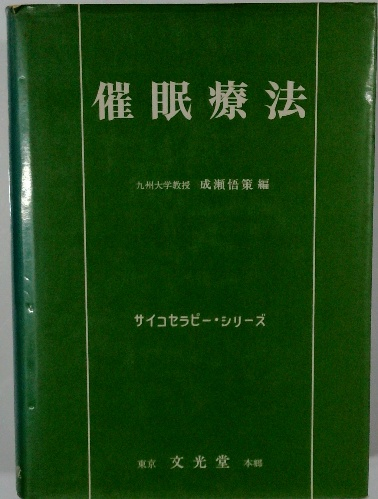 催眠療法
九州大学教授 成瀬悟策 編
サイコセラピー・シリーズ
東京 文光堂 本郷